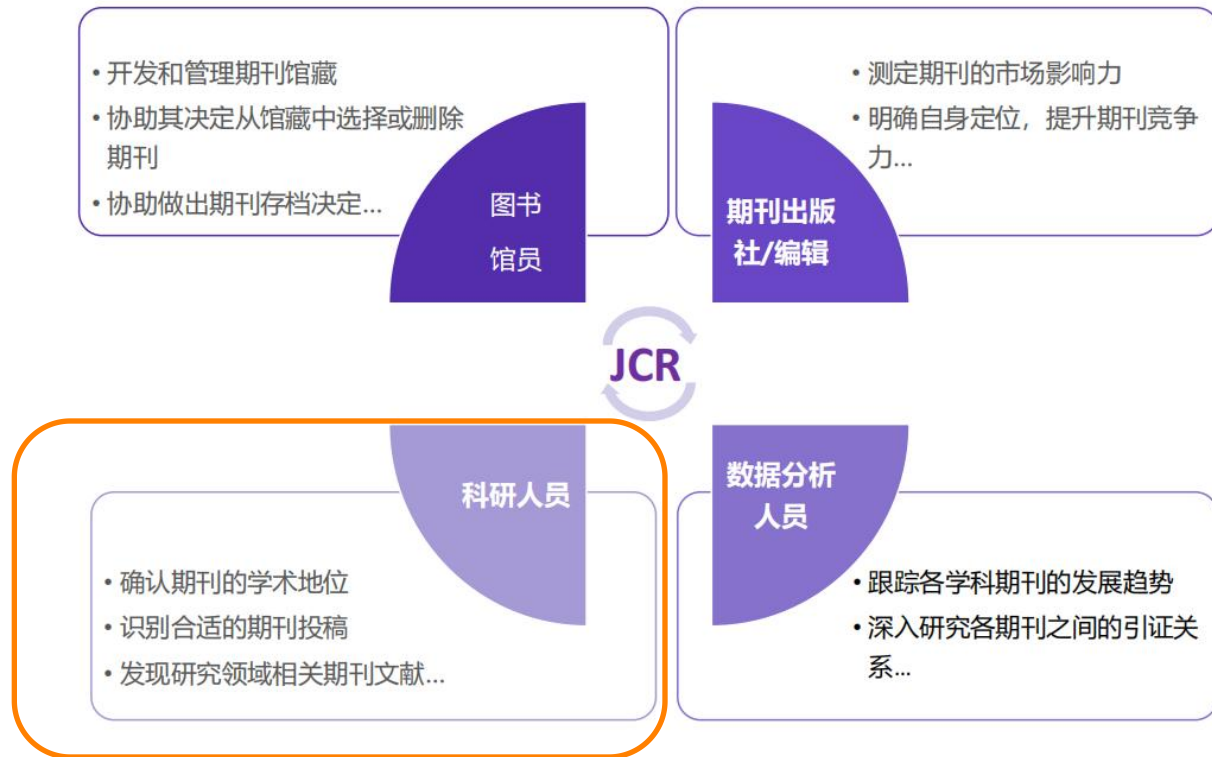 • 开发和管理期刊馆藏
• 协助其决定从馆藏中选择或删除
期刊
• 协助做出期刊存档决定...
图书
馆员
• 测定期刊的市场影响力
• 明确自身定位，提升期刊竞争
力...
期刊出版
社/编辑
JCR
科研人员
• 确认期刊的学术地位
• 识别合适的期刊投稿
• 发现研究领域相关期刊文献...
数据分析
人员
• 跟踪各学科期刊的发展趋势
• 深入研究各期刊之间的引证关
系...